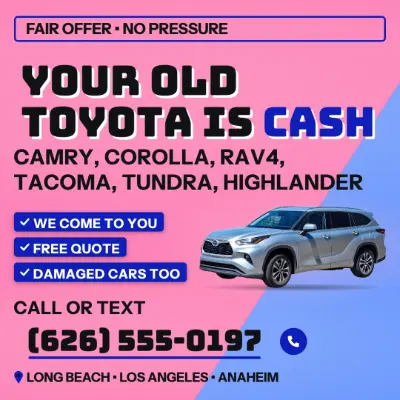 FAIR OFFER • NO PRESSURE
YOUR OLD
TOYOTA IS CASH
CAMRY, COROLLA, RAV4,
TACOMA, TUNDRA, HIGHLANDER
✓ WE COME TO YOU
✓ FREE QUOTE
✓ DAMAGED CARS TOO
CALL OR TEXT
(626) 555-0197
LONG BEACH • LOS ANGELES • ANAHEIM